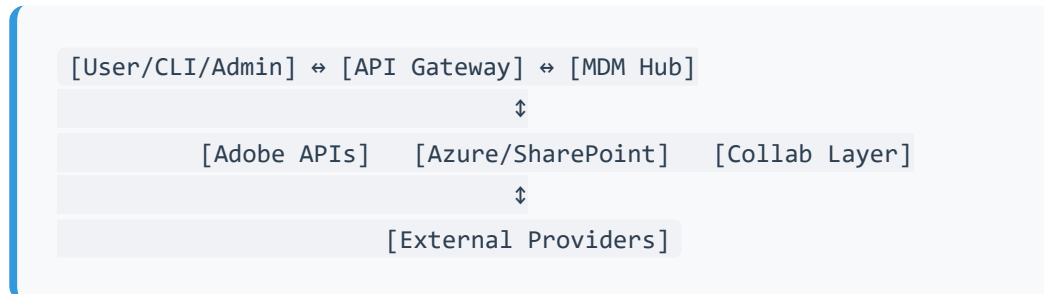 [User/CLI/Admin] ↔ [API Gateway] ↔ [MDM Hub]
↕
[Adobe APIs]   [Azure/SharePoint]   [Collab Layer]
↕
[External Providers]